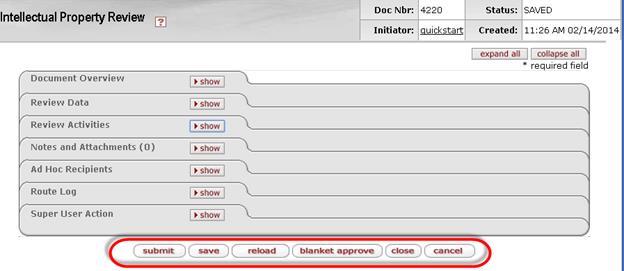 Intellectual Property Review ?
Doc Nbr: 4220 Status: SAVED
Initiator: quickstart Created: 11:26 AM 02/14/2014
expand all collapse all
* required field
Document Overview show
Review Data show
Review Activities show
Notes and Attachments (0) show
Ad Hoc Recipients show
Route Log show
Super User Action show
submit save reload blanket approve close cancel